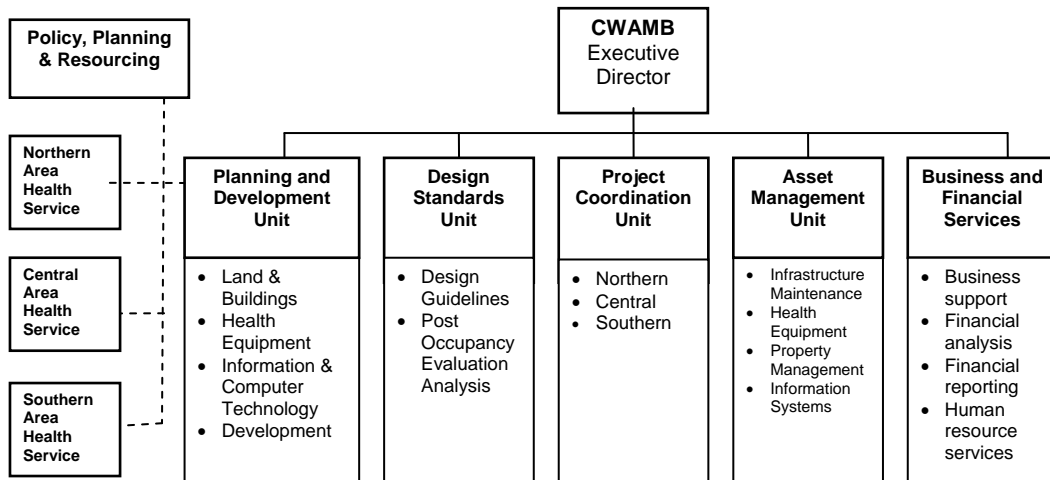 Policy, Planning
& Resourcing
CWAMB
Executive
Director
Northern
Area
Health
Service
Central
Area
Health
Service
Southern
Area
Health
Service
Planning and
Development
Unit
• Land &
Buildings
• Health
Equipment
• Information &
Computer
Technology
• Development
Design
Standards
Unit
• Design
Guidelines
• Post
Occupancy
Evaluation
Analysis
Project
Coordination
Unit
• Northern
• Central
• Southern
Asset
Management
Unit
• Infrastructure
Maintenance
• Health
Equipment
• Property
Management
• Information
Systems
Business and
Financial
Services
• Business
support
• Financial
analysis
• Financial
reporting
• Human
resource
services